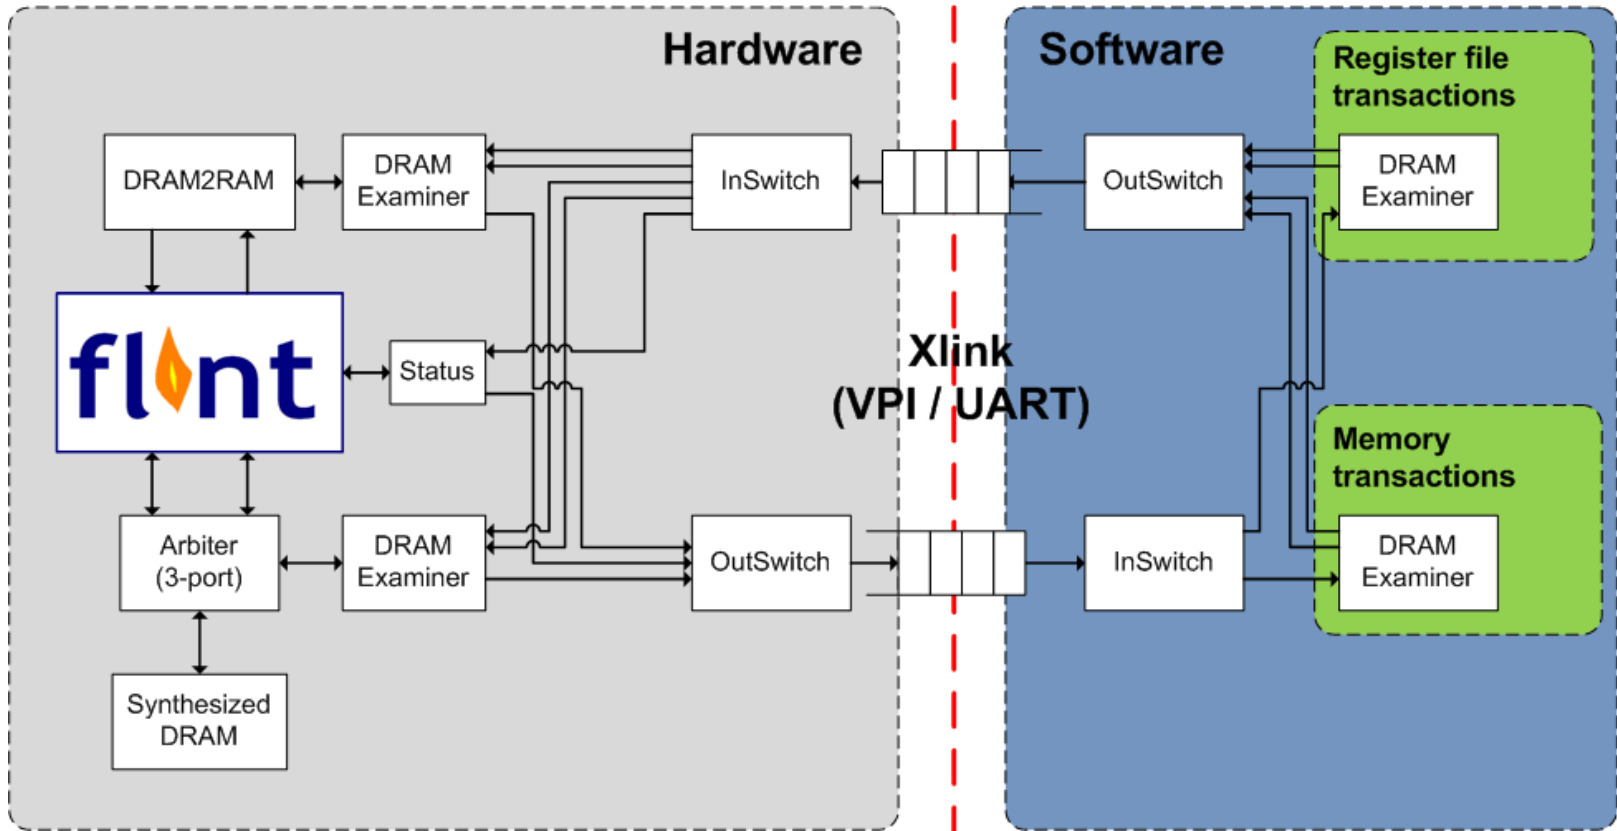 Hardware
Software
Register file
transactions
DRAM2RAM
DRAM
Examiner
InSwitch
OutSwitch
DRAM
Examiner
flint
Status
Xlink
(VPI / UART)
Memory
transactions
Arbiter
(3-port)
DRAM
Examiner
OutSwitch
InSwitch
DRAM
Examiner
Synthesized
DRAM